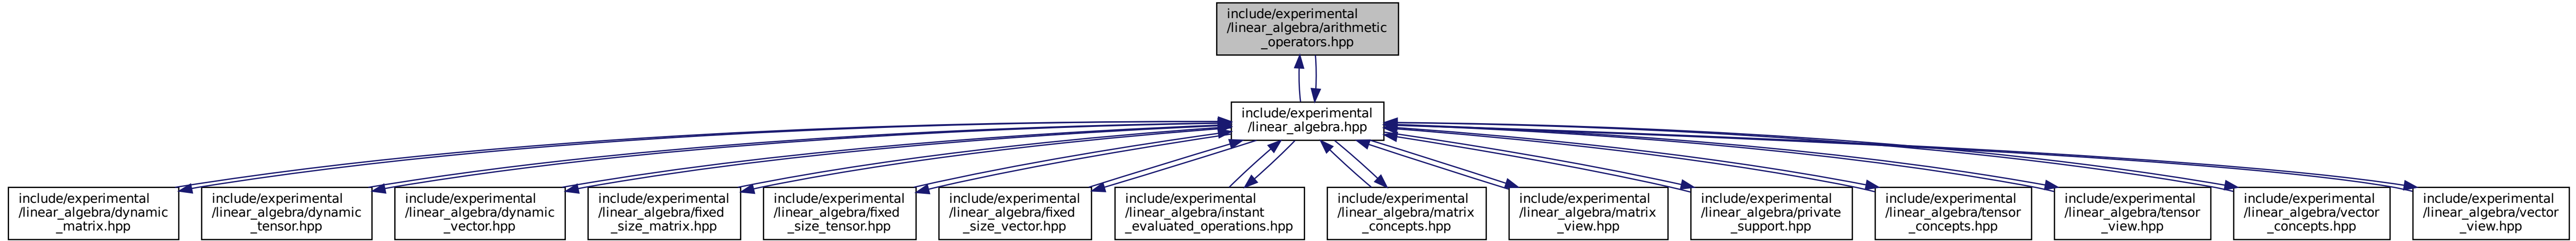 include/experimental
/linear_algebra/arithmetic
_operators.hpp
include/experimental
/linear_algebra.hpp
include/experimental
/linear_algebra/dynamic
_matrix.hpp
include/experimental
/linear_algebra/dynamic
_tensor.hpp
include/experimental
/linear_algebra/dynamic
_vector.hpp
include/experimental
/linear_algebra/fixed
_size_matrix.hpp
include/experimental
/linear_algebra/fixed
_size_tensor.hpp
include/experimental
/linear_algebra/fixed
_size_vector.hpp
include/experimental
/linear_algebra/instant
_evaluated_operations.hpp
include/experimental
/linear_algebra/matrix
_concepts.hpp
include/experimental
/linear_algebra/matrix
_view.hpp
include/experimental
/linear_algebra/private
_support.hpp
include/experimental
/linear_algebra/tensor
_concepts.hpp
include/experimental
/linear_algebra/tensor
_view.hpp
include/experimental
/linear_algebra/vector
_concepts.hpp
include/experimental
/linear_algebra/vector
_view.hpp